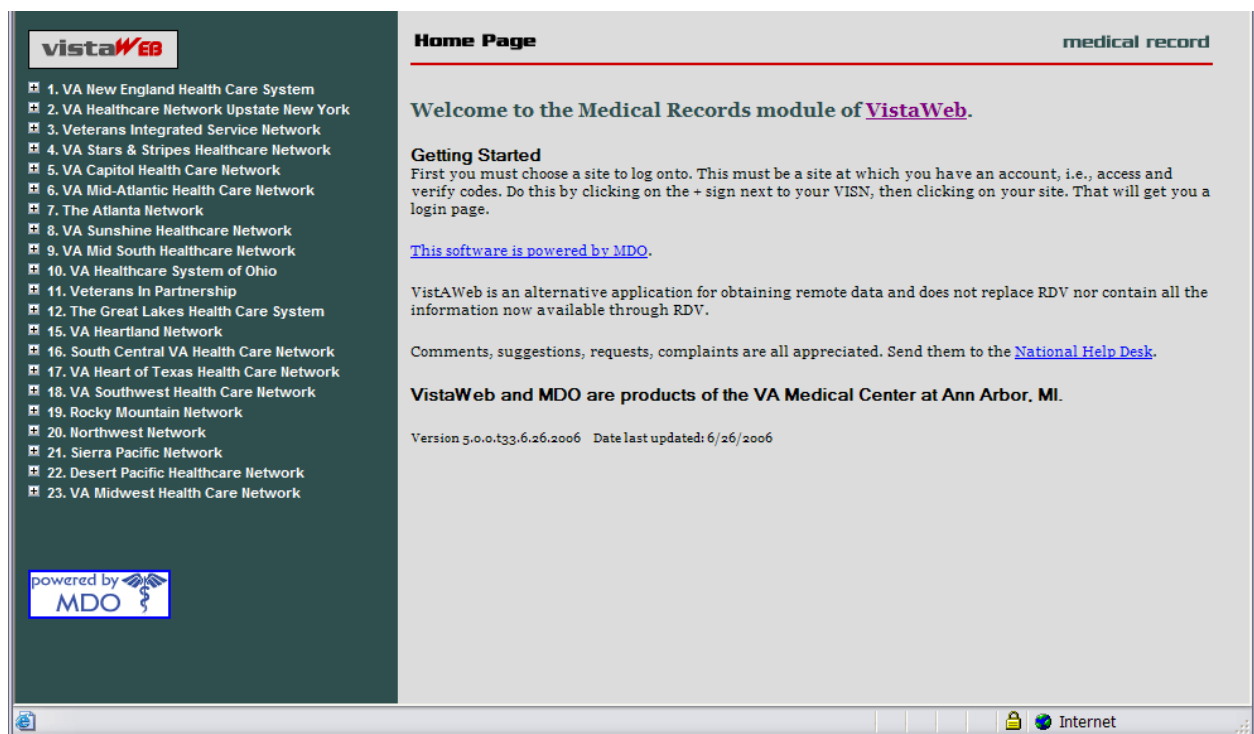 vistaWEB
1. VA New England Health Care System
2. VA Healthcare Network Upstate New York
3. Veterans Integrated Service Network
4. VA Stars & Stripes Healthcare Network
5. VA Capitol Health Care Network
6. VA Mid-Atlantic Health Care Network
7. The Atlanta Network
8. VA Sunshine Healthcare Network
9. VA Mid South Healthcare Network
10. VA Healthcare System of Ohio
11. Veterans In Partnership
12. The Great Lakes Health Care System
15. VA Heartland Network
16. South Central VA Health Care Network
17. VA Heart of Texas Health Care Network
18. VA Southwest Health Care Network
19. Rocky Mountain Network
20. Northwest Network
21. Sierra Pacific Network
22. Desert Pacific Healthcare Network
23. VA Midwest Health Care Network
powered by
MDO
Home Page
medical record
Welcome to the Medical Records module of VistaWeb.
Getting Started
First you must choose a site to log onto. This must be a site at which you have an account, i.e., access and
verify codes. Do this by clicking on the + sign next to your VISN, then clicking on your site. That will get you a
login page.
This software is powered by MDO.
VistAWeb is an alternative application for obtaining remote data and does not replace RDV nor contain all the
information now available through RDV.
Comments, suggestions, requests, complaints are all appreciated. Send them to the National Help Desk.
VistaWeb and MDO are products of the VA Medical Center at Ann Arbor, MI.
Version 5.0.0.t33.6.26.2006 Date last updated: 6/26/2006
Internet